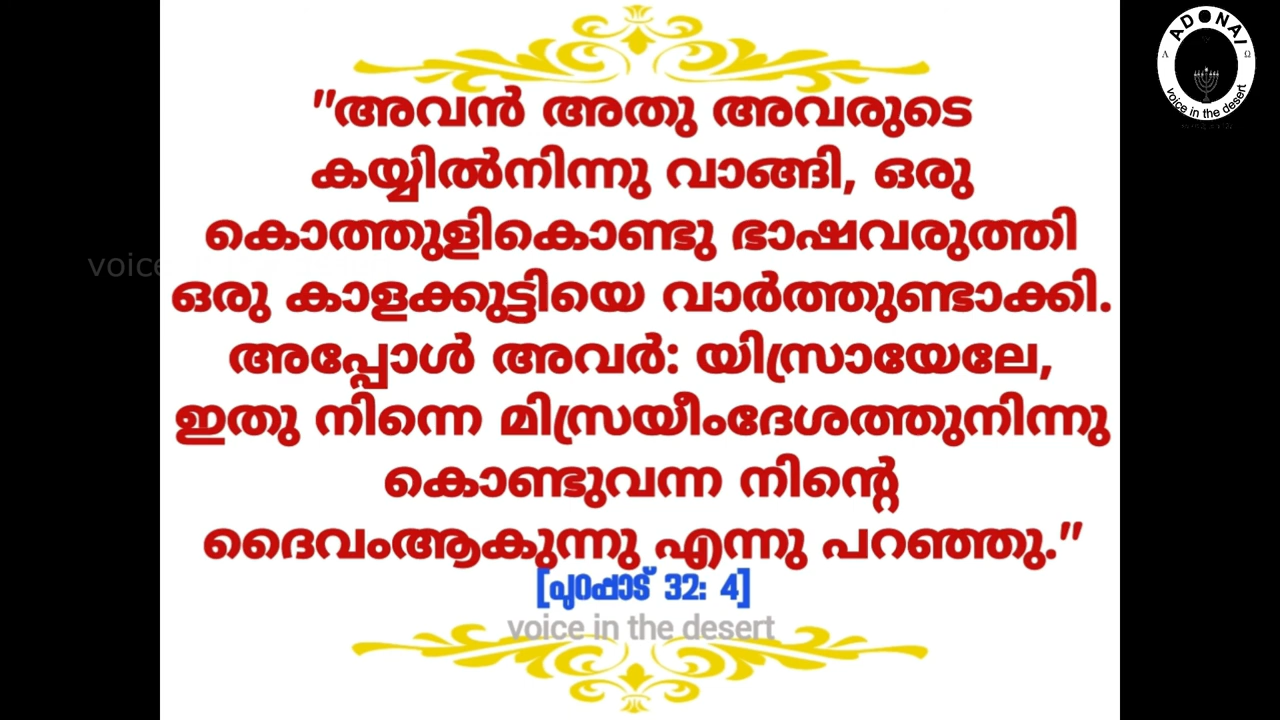 ADONAI
Α Ω
voice in the desert
"അവൻ അതു അവരുടെ
കയ്യിൽനിന്നു വാങ്ങി, ഒരു
കൊത്തുളികൊണ്ടു ഭാഷവരുത്തി
voice
ഒരു കാളക്കുട്ടിയെ വാർത്തുണ്ടാക്കി.
അപ്പോൾ അവർ: യിസ്രായേലേ,
ഇതു നിന്നെ മിസ്രയീംദേശത്തുനിന്നു
കൊണ്ടുവന്ന നിന്റെ
ദൈവംആകുന്നു എന്നു പറഞ്ഞു."
[പുറപ്പാട് 32: 4]
voice in the desert